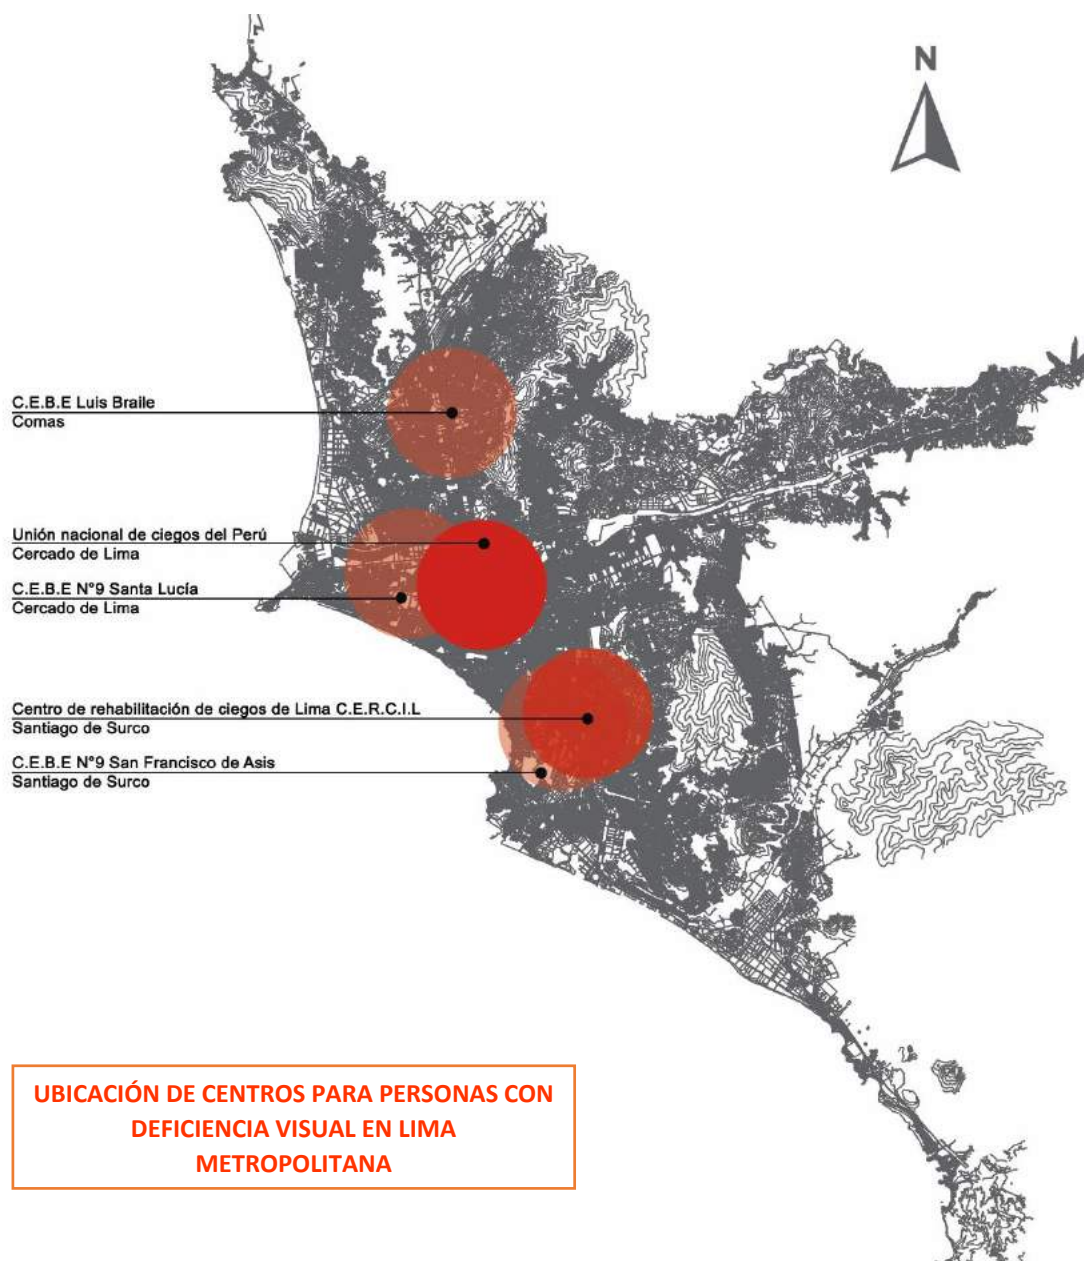 N
C.E.B.E Luis Braile
Comas
Unión nacional de ciegos del Perú
Cercado de Lima
C.E.B.E N°9 Santa Lucía
Cercado de Lima
Centro de rehabilitación de ciegos de Lima C.E.R.C.I.L
Santiago de Surco
C.E.B.E N°9 San Francisco de Asis
Santiago de Surco
UBICACIÓN DE CENTROS PARA PERSONAS CON
DEFICIENCIA VISUAL EN LIMA
METROPOLITANA